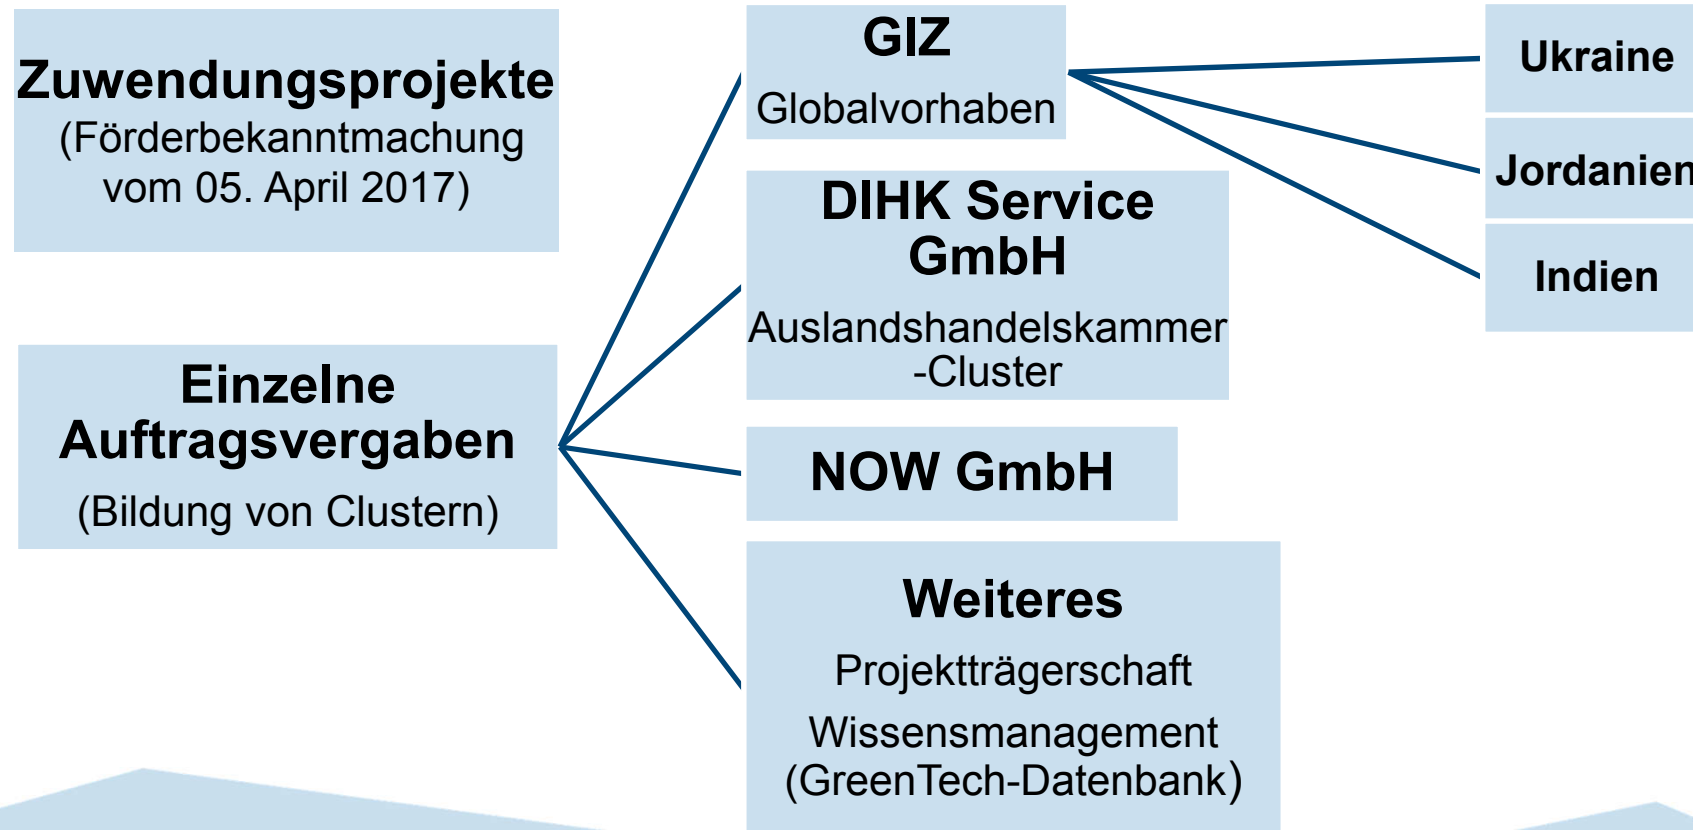 Zuwendungsprojekte
(Förderbekanntmachung
vom 05. April 2017)
Einzelne
Auftragsvergaben
(Bildung von Clustern)
GIZ
Globalvorhaben
DIHK Service
GmbH
Auslandshandelskammer
-Cluster
NOW GmbH
Weiteres
Projektträgerschaft
Wissensmanagement
(GreenTech-Datenbank)
Ukraine
Jordanien
Indien